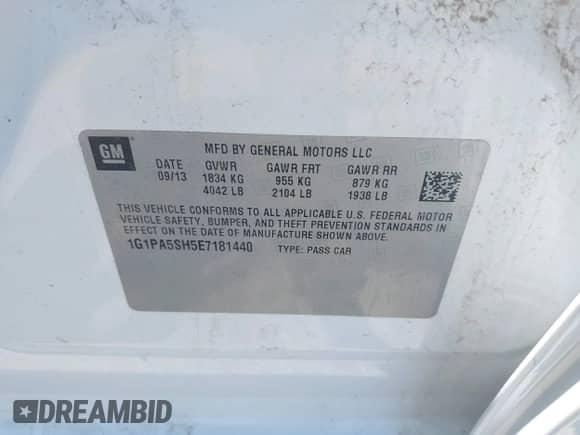 GM
MFD BY GENERAL MOTORS LLC
DATE GVWR GAWR FRT GAWR RR
09/13 1834 KG 955 KG 879 KG
4042 LB 2104 LB 1938 LB
THIS VEHICLE CONFORMS TO ALL APPLICABLE U.S. FEDERAL MOTOR
VEHICLE SAFETY, BUMPER, AND THEFT PREVENTION STANDARDS IN
EFFECT ON THE DATE OF MANUFACTURE SHOWN ABOVE.
1G1PA5SH5E7181440 TYPE: PASS CAR
DREAMBID